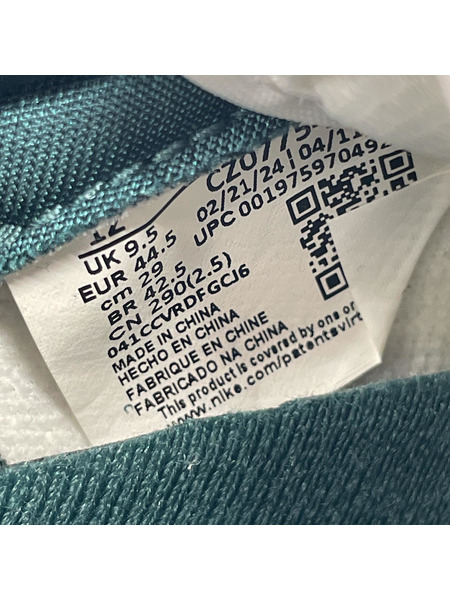 CZ0775
02/21/24 | 04/11
UPC 00197597049
12
UK 9.5
EUR 44.5
cm 29
BR 42.5
CN 290(2.5)
041CCVRDFGCJ6
MADE IN CHINA
HECHO EN CHINA
FABRIQUE EN CHINE
FABRICADO NA CHINA
This product is covered by one or
www.nike.com/patents